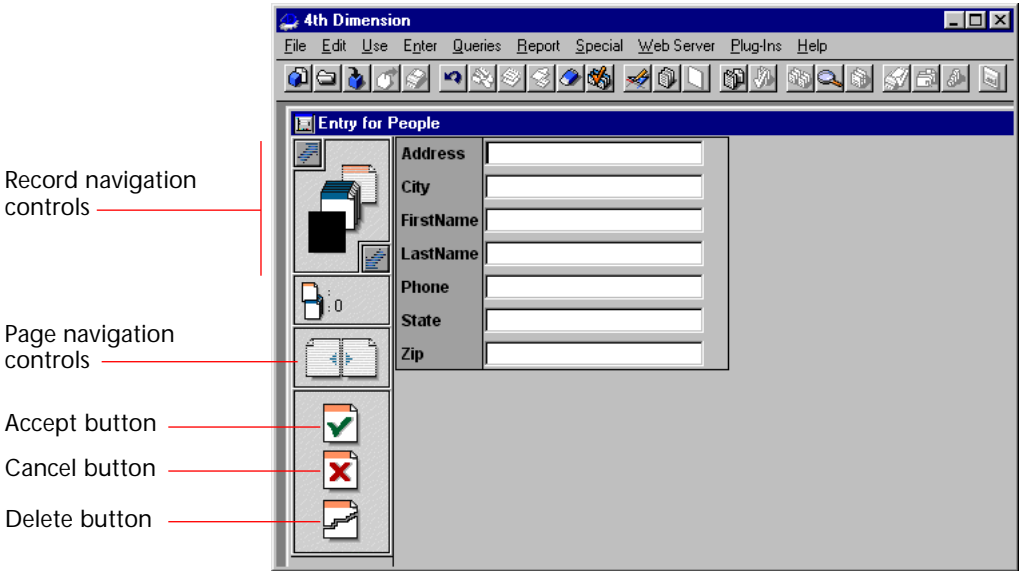 4th Dimension
File Edit Use Enter Queries Report Special Web Server Plug-Ins Help
Entry for People
Record navigation
controls
Page navigation
controls
Accept button
Cancel button
Delete button
: 
: 0
Address
City
FirstName
LastName
Phone
State
Zip